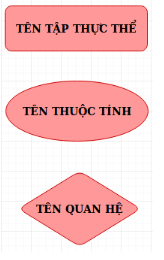 TÊN TẬP THỰC THỂ
TÊN THUỘC TÍNH
TÊN QUAN HỆ